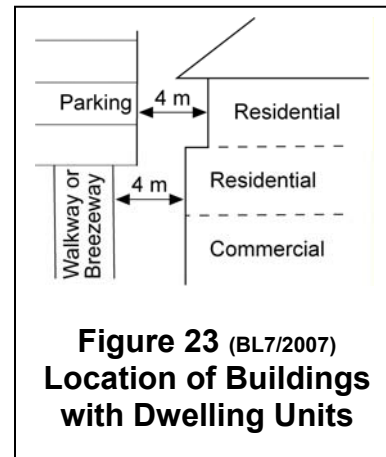 Parking
4 m
Residential
4 m
Residential
Walkway or
Breezeway
Commercial
Figure 23 (BL7/2007)
Location of Buildings
with Dwelling Units